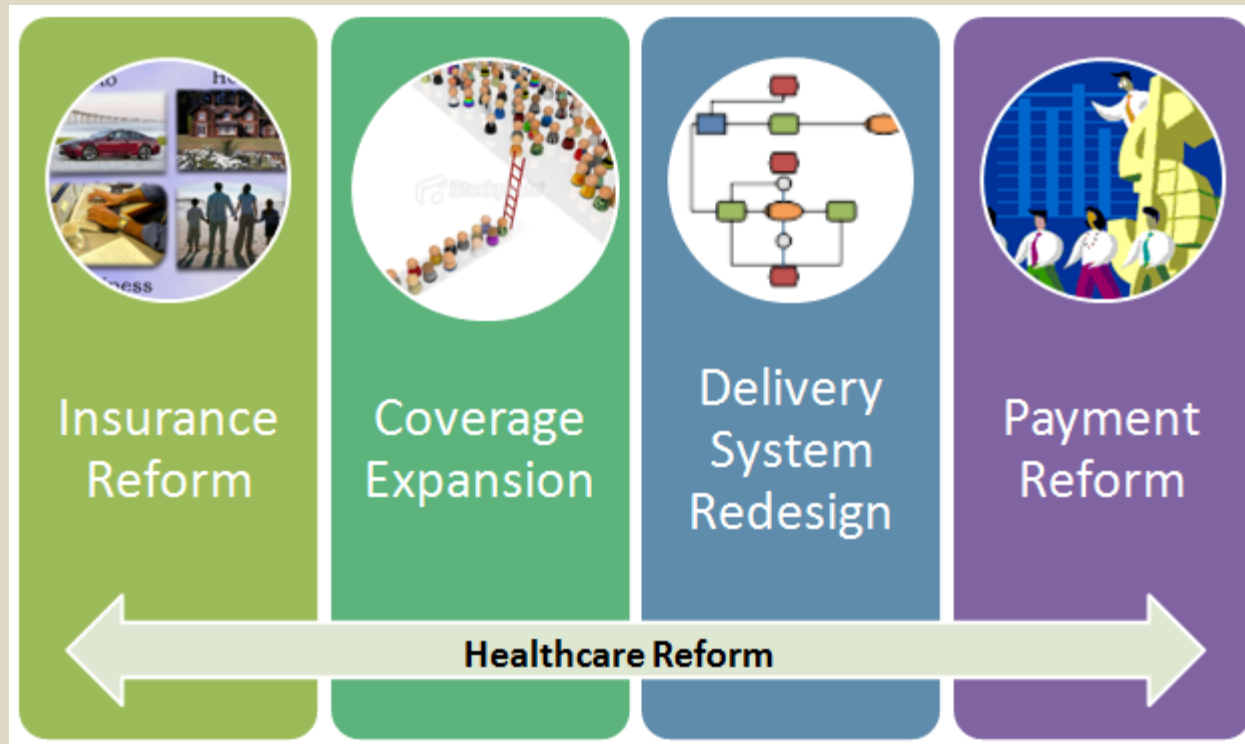 Insurance
Reform
Coverage
Expansion
Delivery
System
Redesign
Payment
Reform
Healthcare Reform